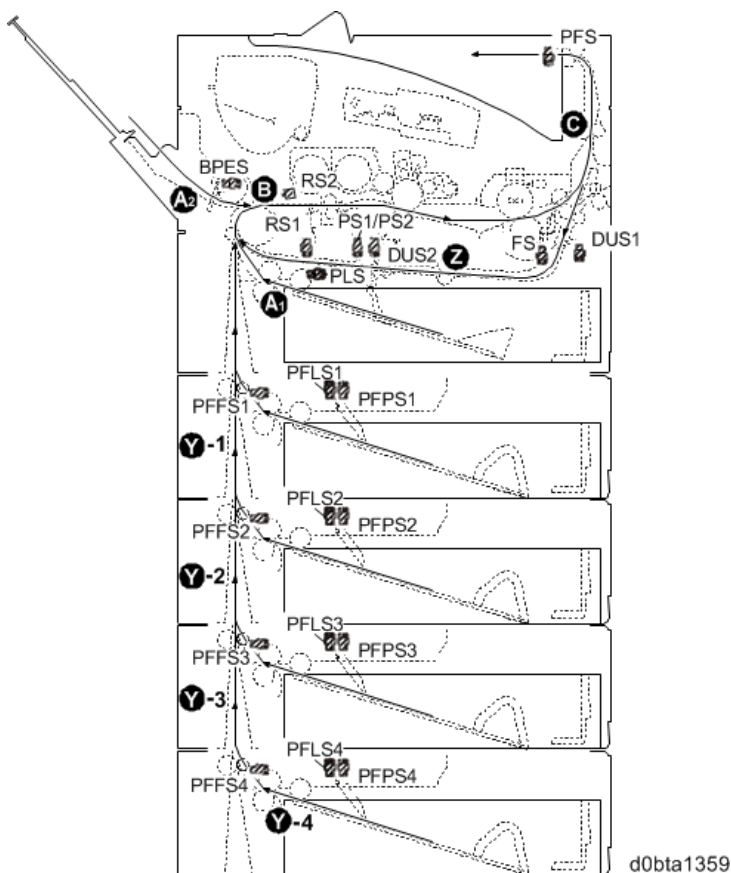 PFS
C
BPES
B
RS2
A2
RS1
PS1/PS2
DUS2
Z
FS
DUS1
PLS
A1
PFLS1
PFFS1
PFPS1
Y-1
PFLS2
PFFS2
PFPS2
Y-2
PFLS3
PFFS3
PFPS3
Y-3
PFLS4
PFFS4
PFPS4
Y-4
d0bta1359